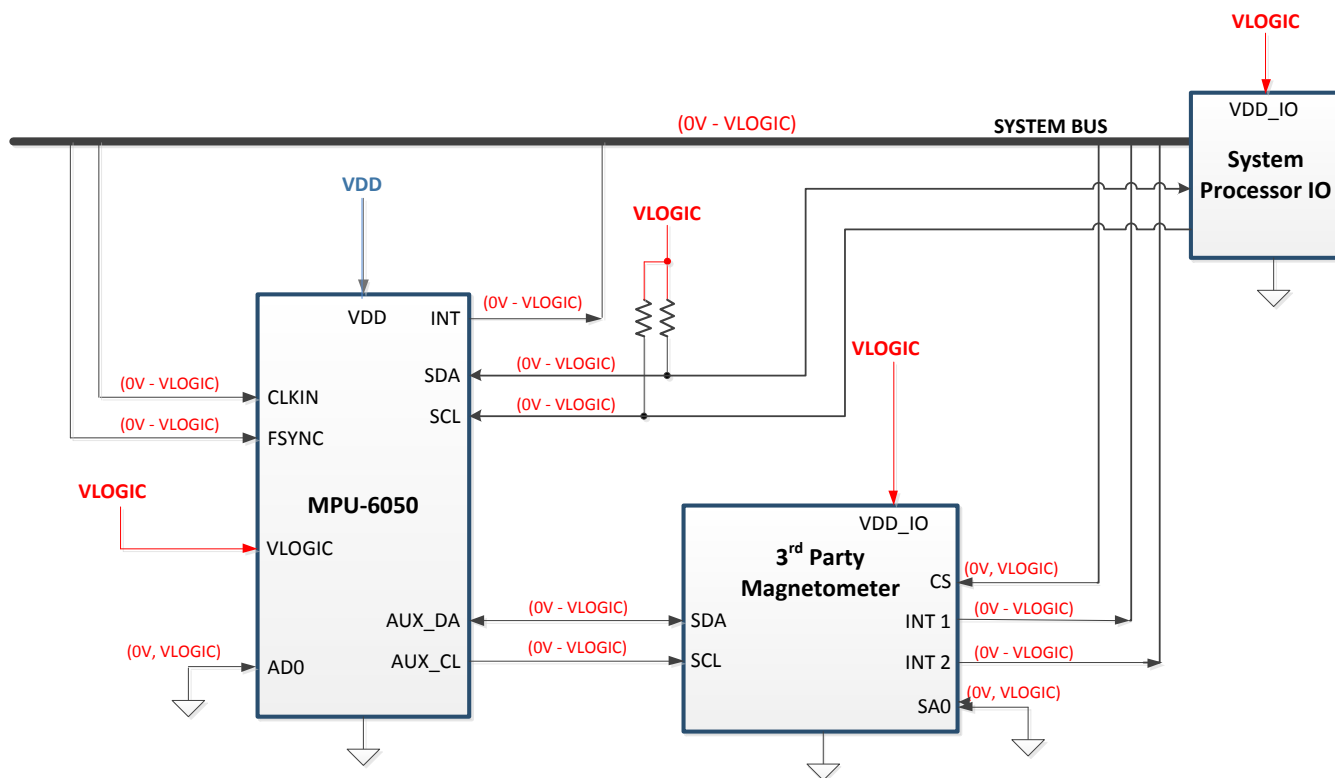 VLOGIC
VDD_IO
System
Processor IO
(0V - VLOGIC)
SYSTEM BUS
VDD
VLOGIC
VDD
INT
(0V - VLOGIC)
SDA
(0V - VLOGIC)
SCL
(0V - VLOGIC)
(0V - VLOGIC)
CLKIN
(0V - VLOGIC)
FSYNC
VLOGIC
VLOGIC
MPU-6050
AUX_DA
(0V - VLOGIC)
AUX_CL
(0V - VLOGIC)
(0V, VLOGIC)
AD0
VLOGIC
VDD_IO
3rd Party
Magnetometer
SDA
SCL
CS
(0V, VLOGIC)
INT 1
(0V - VLOGIC)
INT 2
(0V - VLOGIC)
SA0
(0V, VLOGIC)